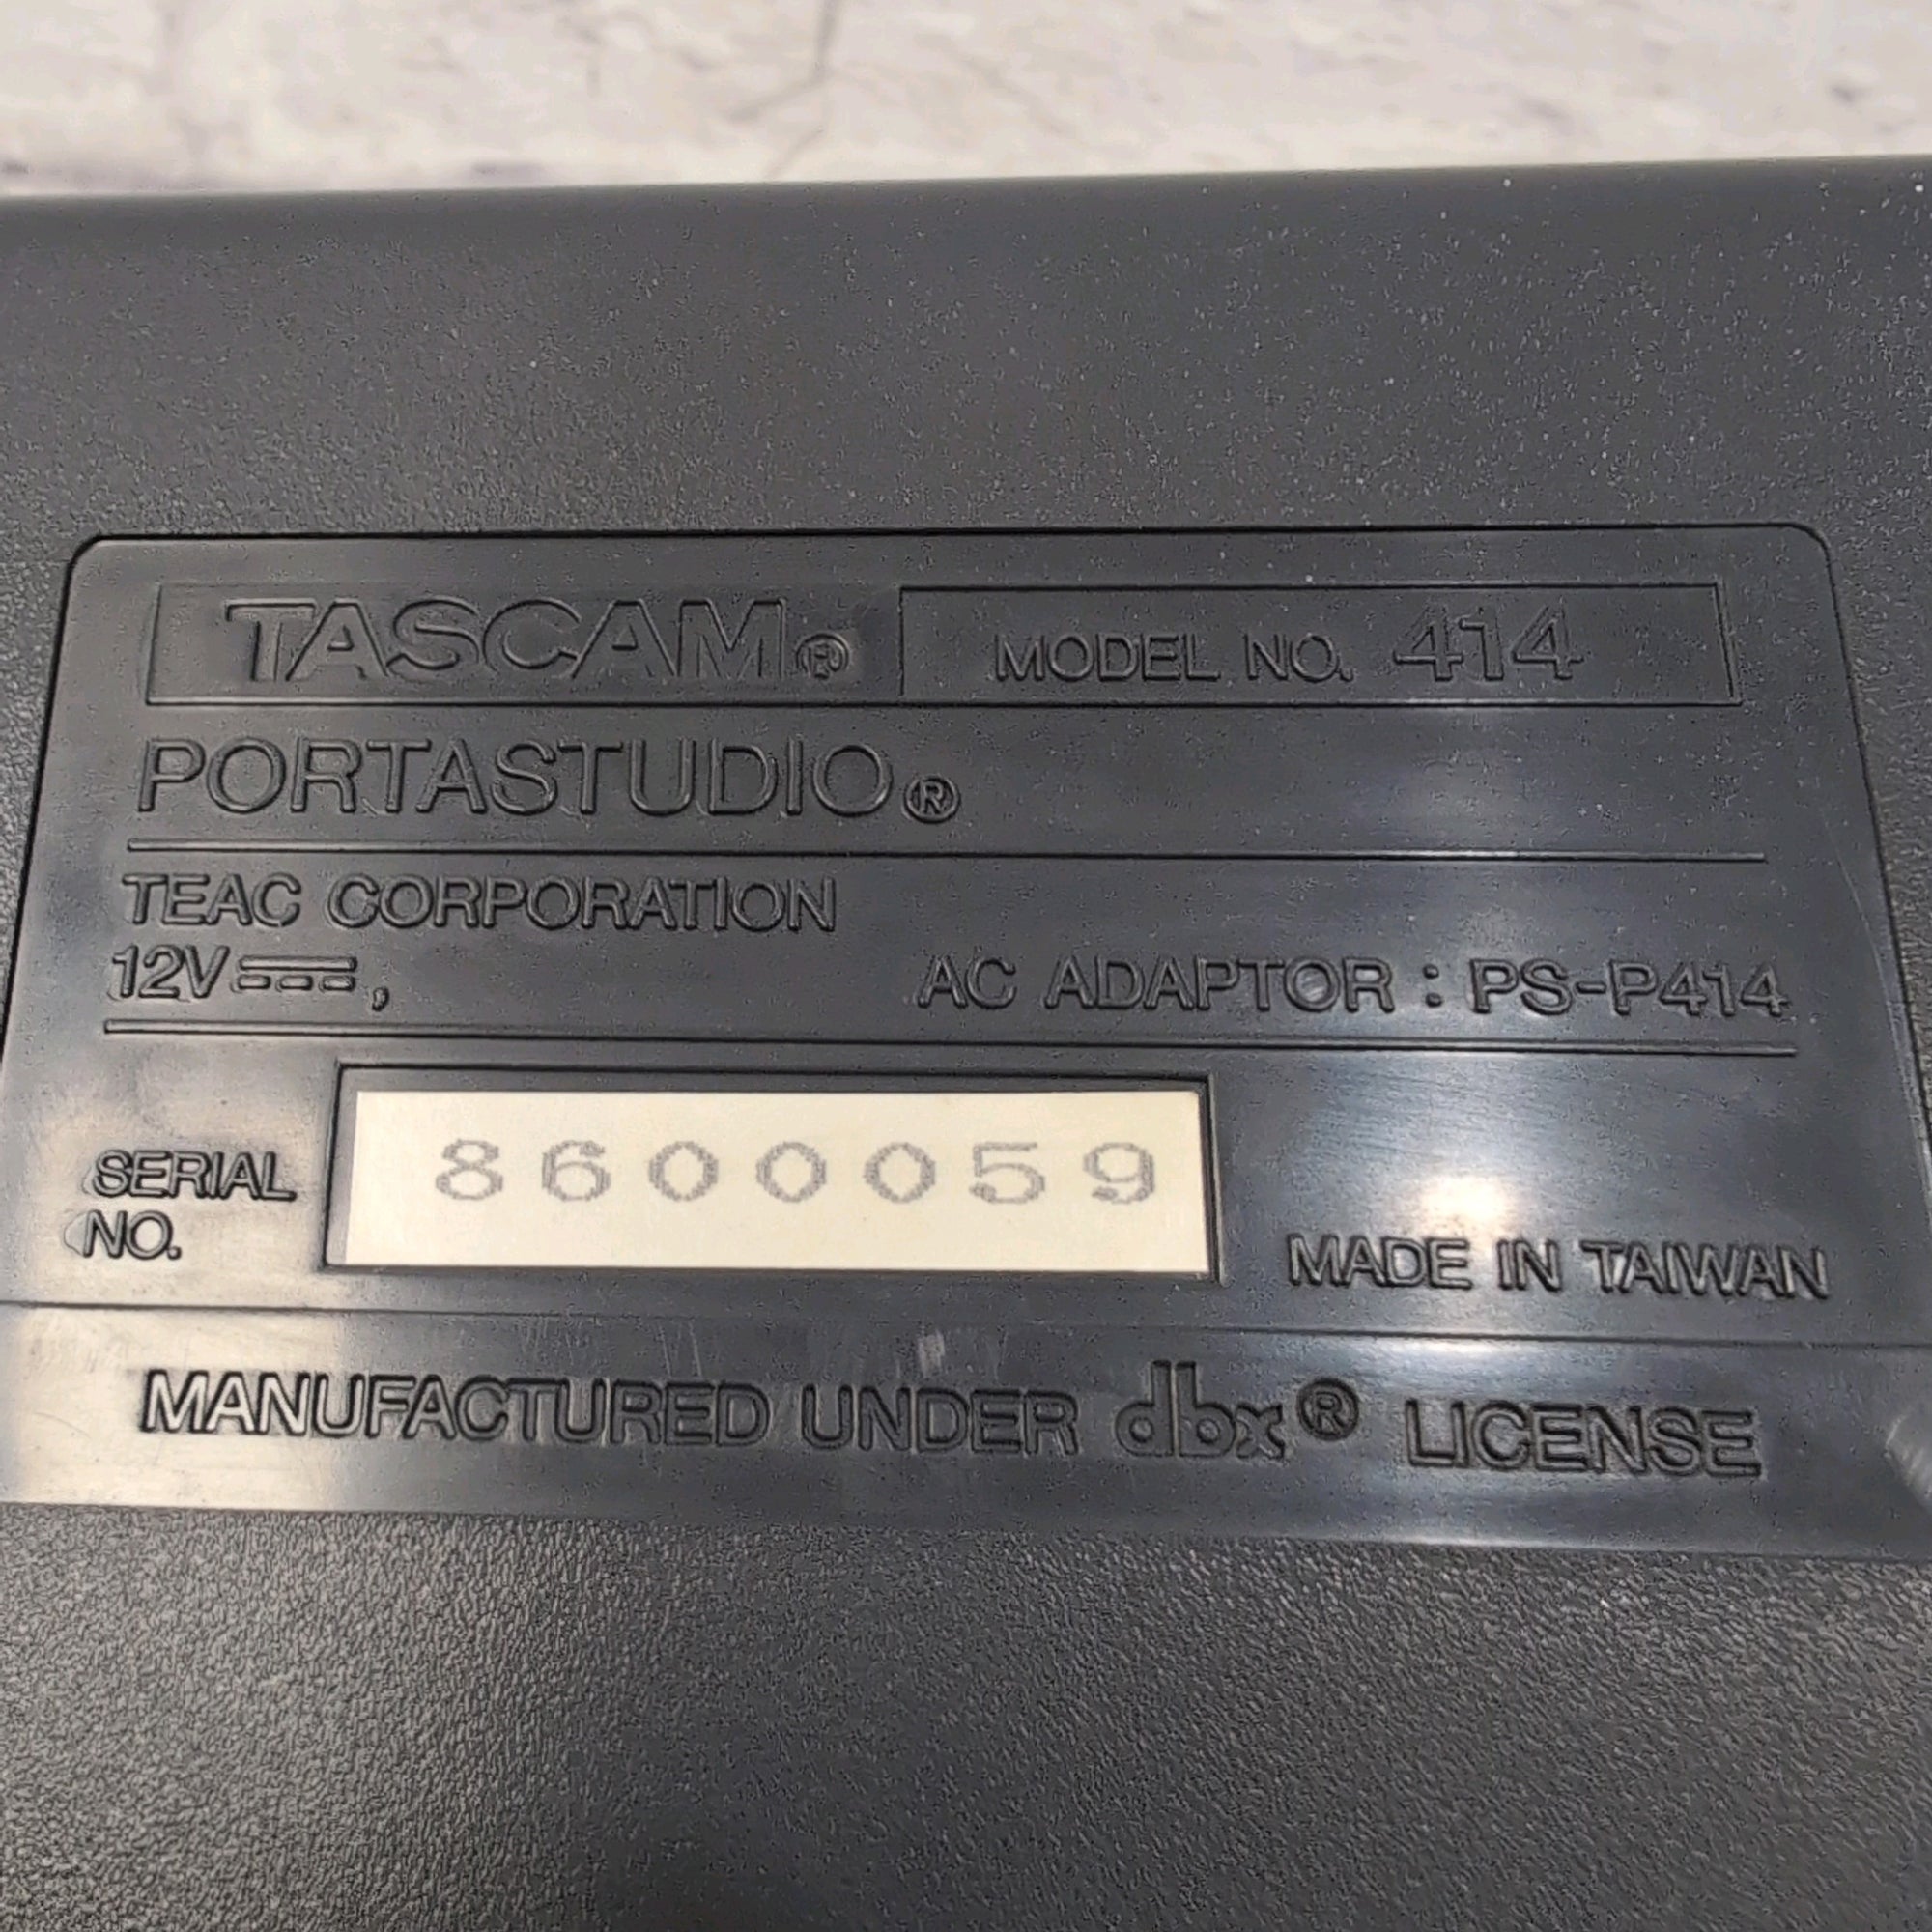 TASCAM® MODEL NO. 414
PORTASTUDIO®
TEAC CORPORATION
12V⎓, AC ADAPTOR : PS-P414
SERIAL NO. 8600059
MADE IN TAIWAN
MANUFACTURED UNDER dbx® LICENSE